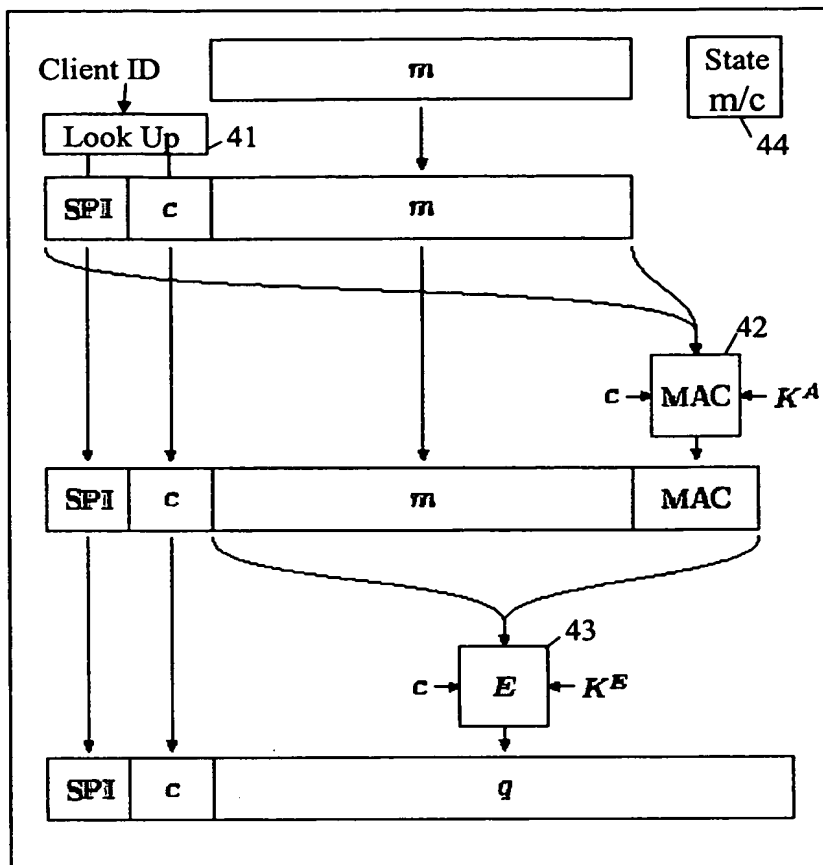 m
State
m/c
44
Client ID
Look Up
41
SPI c m
42
c MAC K^A
SPI c m MAC
43
c E K^E
SPI c q